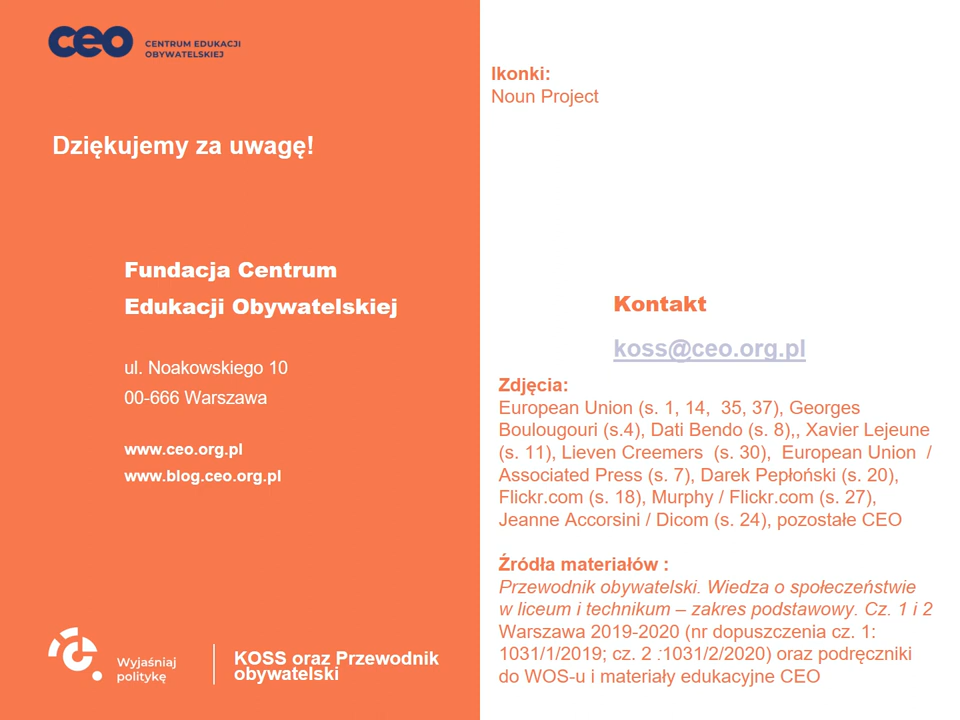 ceo CENTRUM EDUKACJI
OBYWATELSKIEJ
Dziękujemy za uwagę!
Fundacja Centrum
Edukacji Obywatelskiej
ul. Noakowskiego 10
00-666 Warszawa
www.ceo.org.pl
www.blog.ceo.org.pl
Wyjaśniaj
politykę
KOSS oraz Przewodnik
obywatelski
Ikonki:
Noun Project
Kontakt
koss@ceo.org.pl
Zdjęcia:
European Union (s. 1, 14, 35, 37), Georges
Boulougouri (s.4), Dati Bendo (s. 8),, Xavier Lejeune
(s. 11), Lieven Creemers (s. 30), European Union /
Associated Press (s. 7), Darek Pepłoński (s. 20),
Flickr.com (s. 18), Murphy / Flickr.com (s. 27),
Jeanne Accorsini / Dicom (s. 24), pozostałe CEO
Źródła materiałów :
Przewodnik obywatelski. Wiedza o społeczeństwie
w liceum i technikum – zakres podstawowy. Cz. 1 i 2
Warszawa 2019-2020 (nr dopuszczenia cz. 1:
1031/1/2019; cz. 2 :1031/2/2020) oraz podręczniki
do WOS-u i materiały edukacyjne CEO